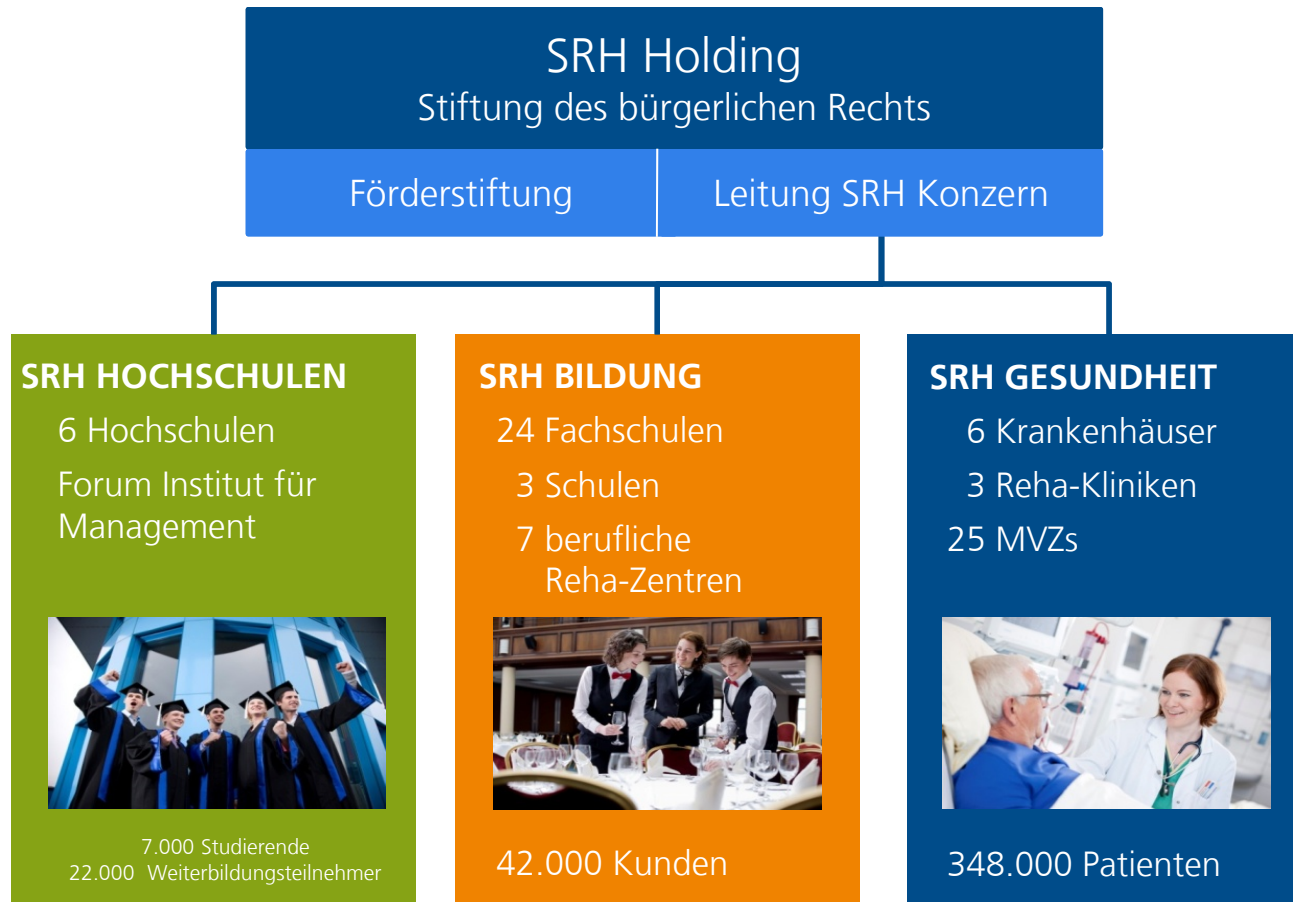 SRH Holding
Stiftung des bürgerlichen Rechts
Förderstiftung
Leitung SRH Konzern
SRH HOCHSCHULEN
6 Hochschulen
Forum Institut für
Management
7.000 Studierende
22.000 Weiterbildungsteilnehmer
SRH BILDUNG
24 Fachschulen
3 Schulen
7 berufliche
Reha-Zentren
42.000 Kunden
SRH GESUNDHEIT
6 Krankenhäuser
3 Reha-Kliniken
25 MVZs
348.000 Patienten